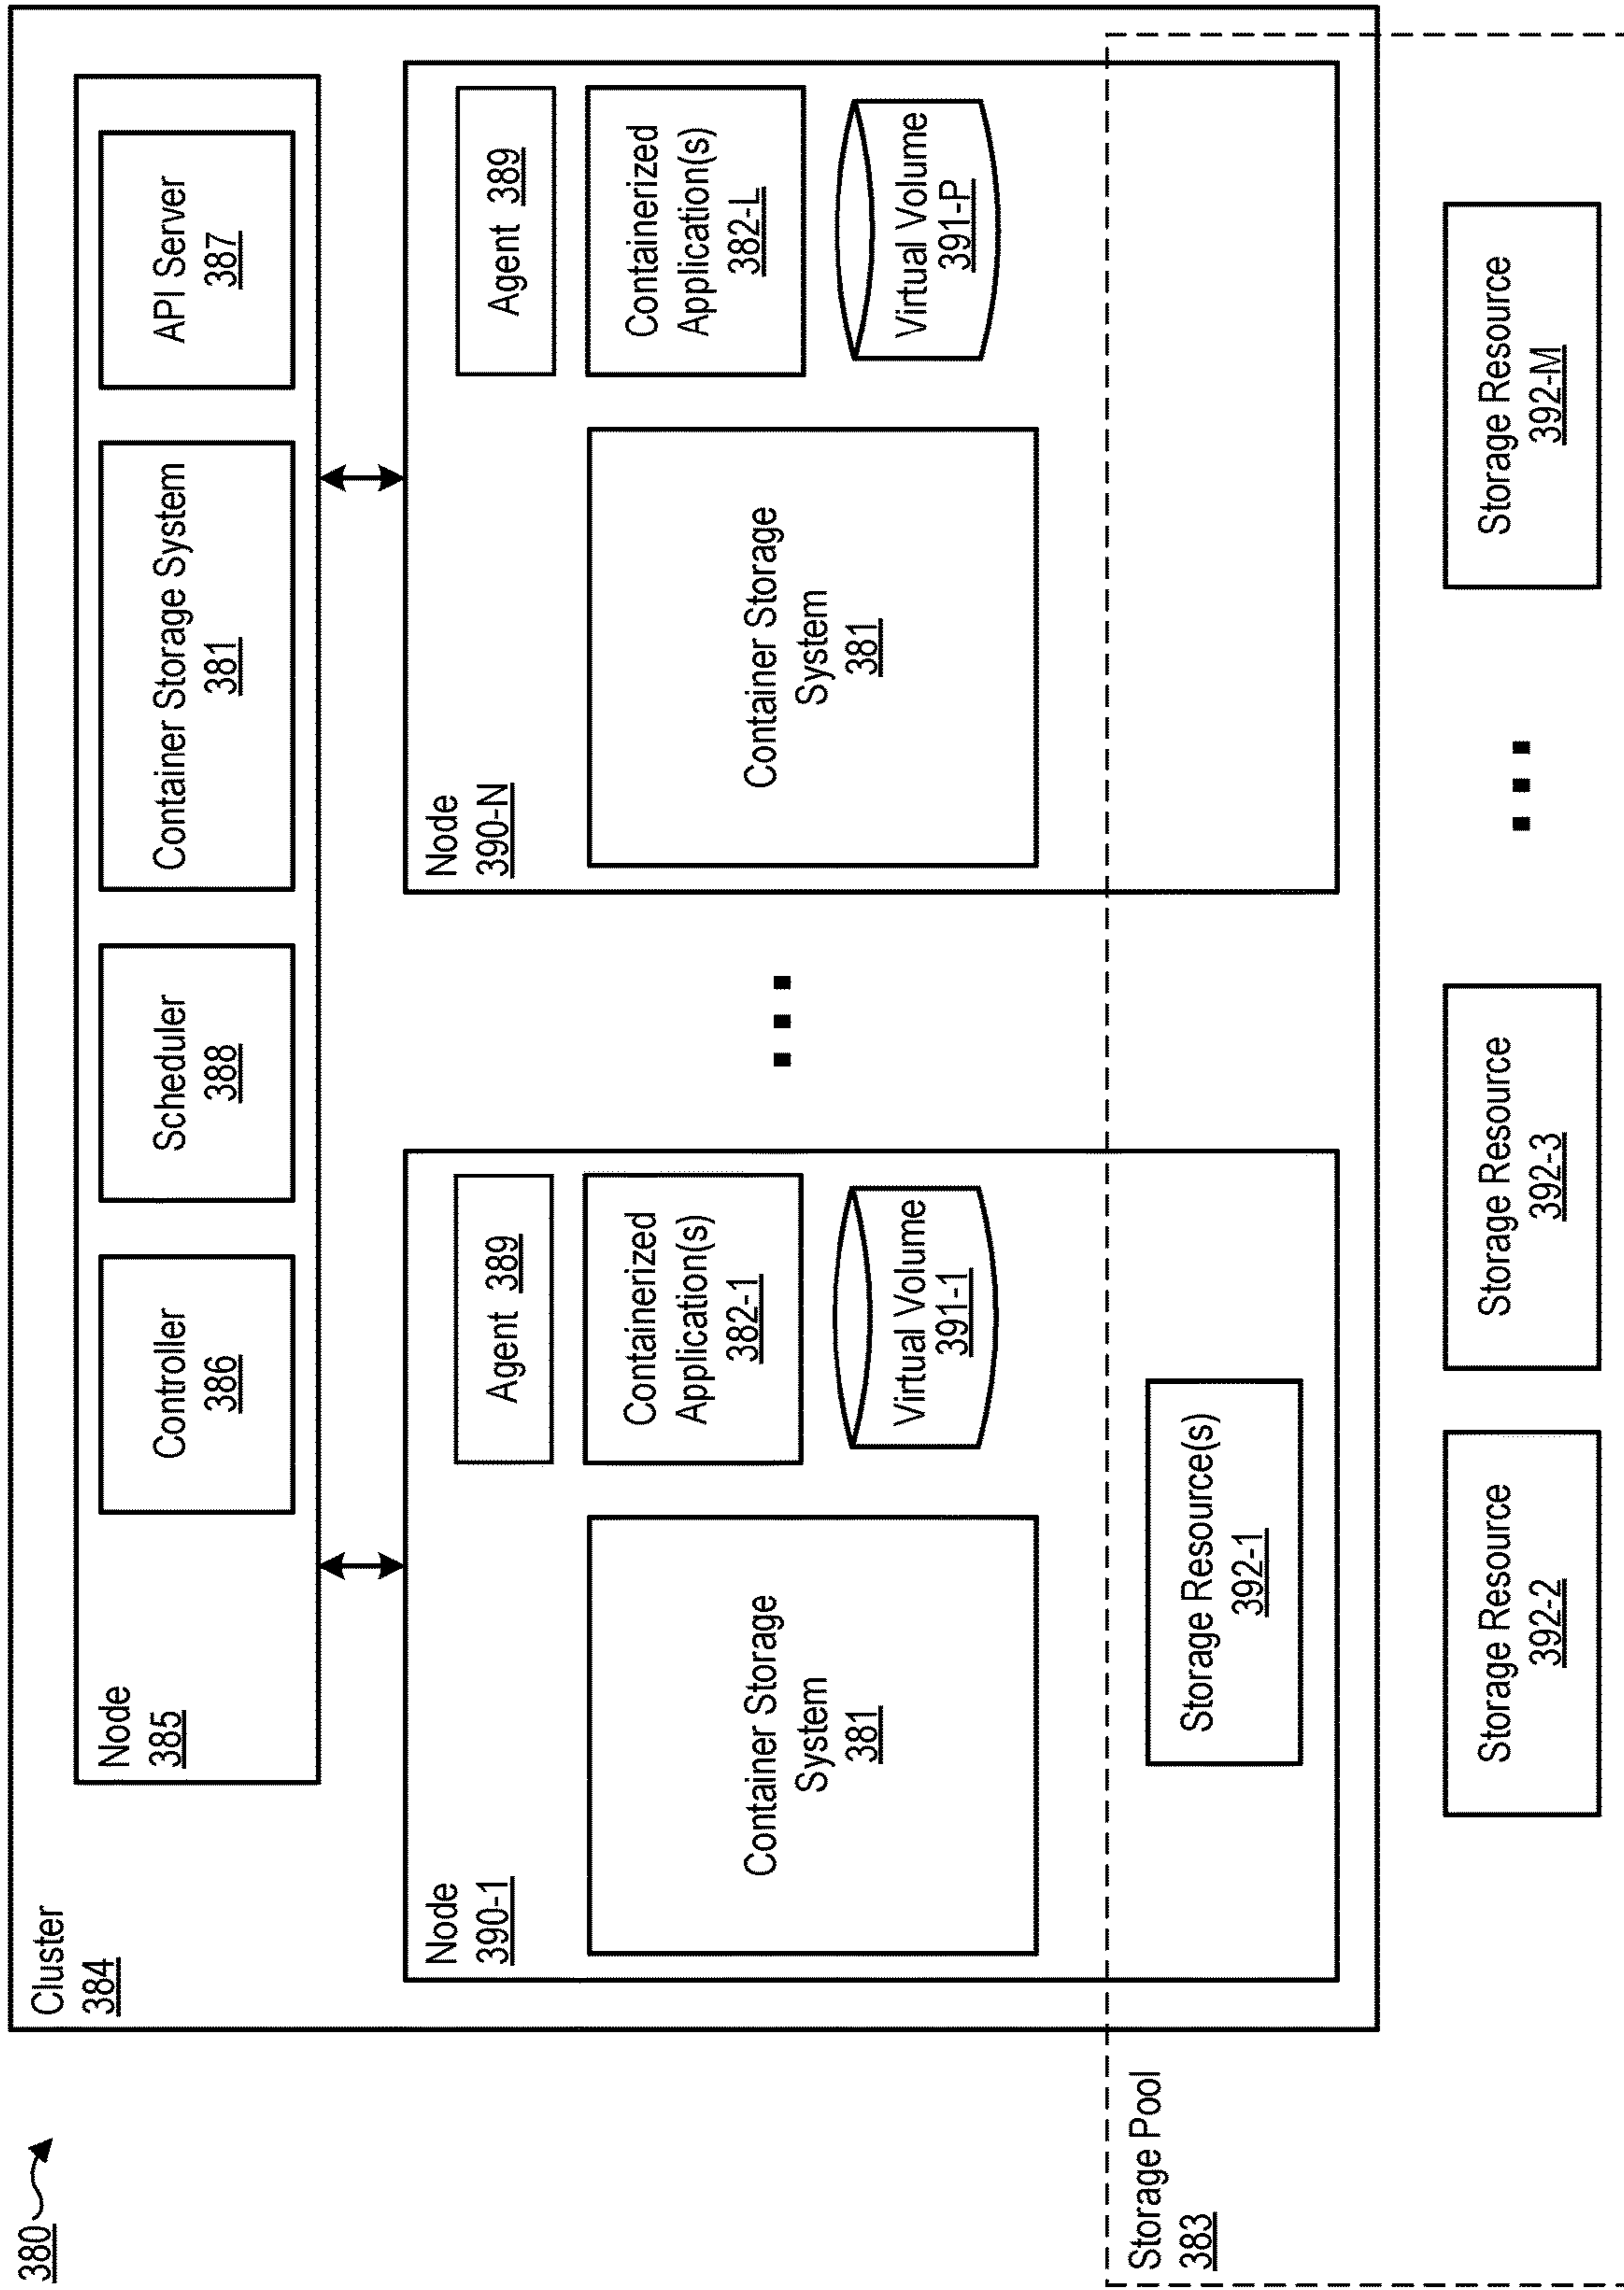 380
Cluster
384
Node
385
Controller
386
Scheduler
388
Container Storage System
381
API Server
387
Node
390-1
Agent 389
Containerized
Application(s)
382-1
Container Storage
System
381
Virtual Volume
391-1
Storage Resource(s)
392-1
Node
390-N
Agent 389
Containerized
Application(s)
382-L
Container Storage
System
381
Virtual Volume
391-P
Storage Pool
383
Storage Resource
392-2
Storage Resource
392-3
Storage Resource
392-M